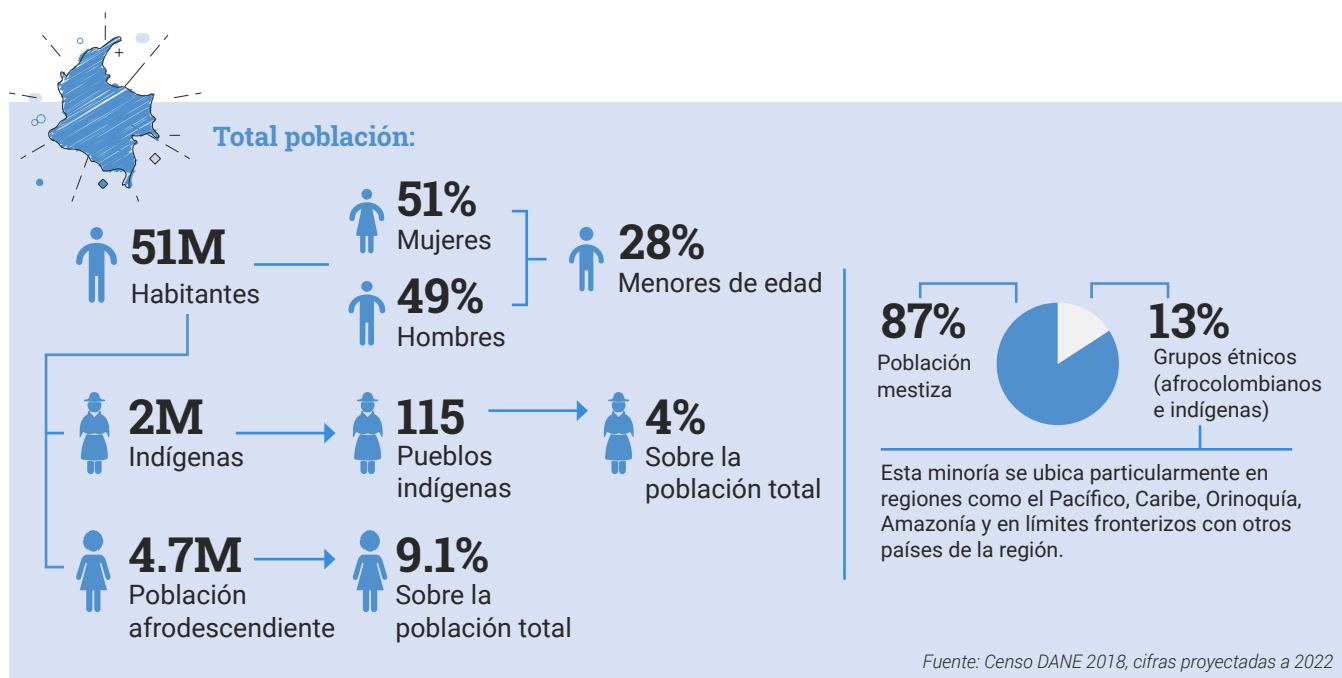 Total población:
51M
Habitantes
51%
Mujeres
49%
Hombres
28%
Menores de edad
2M
Indígenas
115
Pueblos
indígenas
4%
Sobre la
población total
4.7M
Población
afrodescendiente
9.1%
Sobre la
población total
87%
Población
mestiza
13%
Grupos étnicos
(afrocolombianos
e indígenas)
Esta minoría se ubica particularmente en
regiones como el Pacífico, Caribe, Orinoquía,
Amazonía y en límites fronterizos con otros
países de la región.
Fuente: Censo DANE 2018, cifras proyectadas a 2022